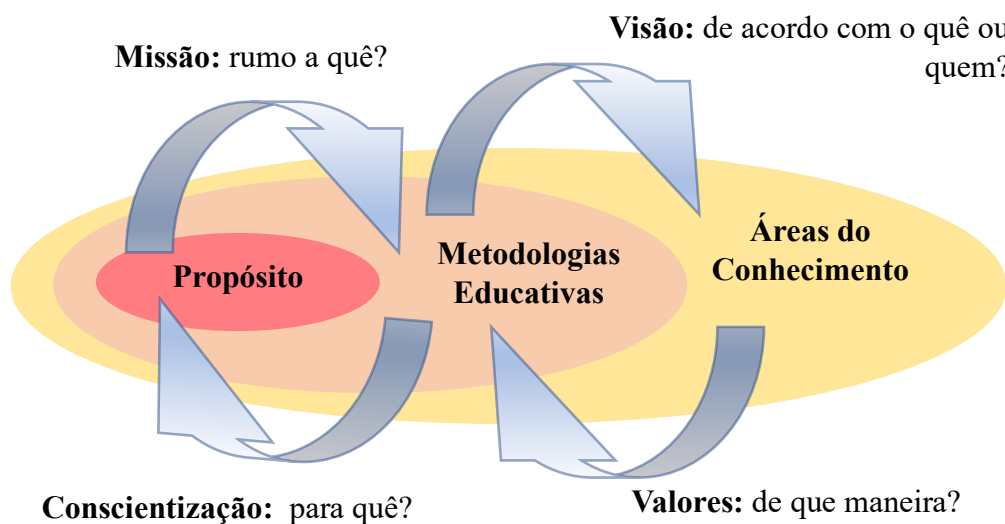 Visão: de acordo com o quê ou
quem?
Missão: rumo a quê?
Propósito
Metodologias
Educativas
Áreas do
Conhecimento
Conscientização: para quê?
Valores: de que maneira?